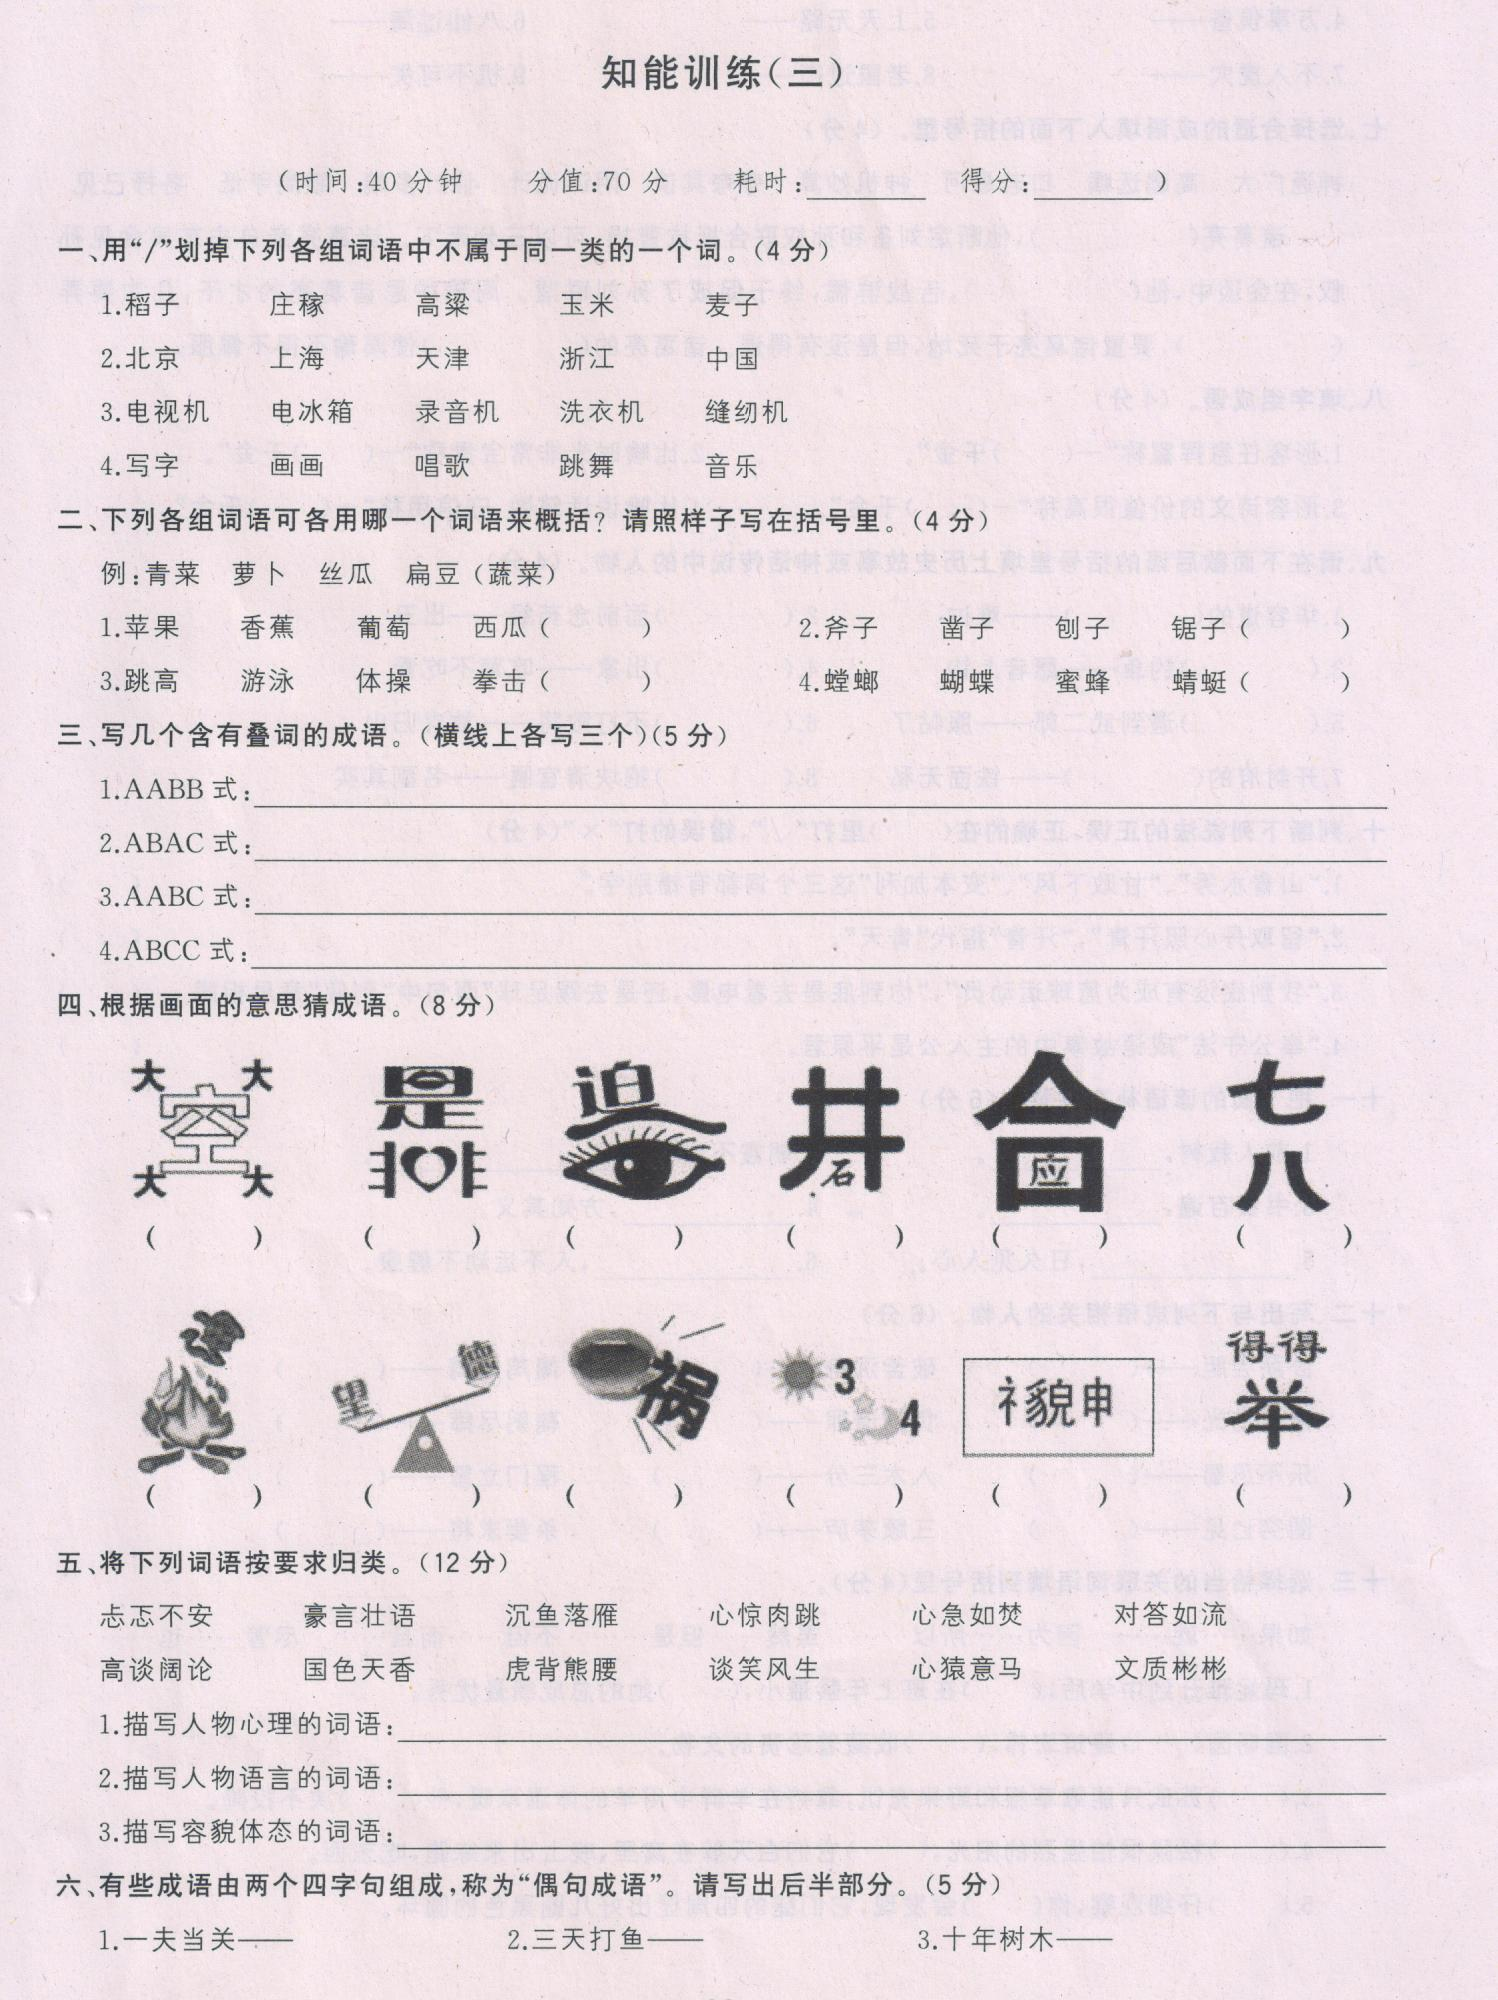 知能训练(三)
(时间:40分钟 分值:70分 耗时:______ 得分:______)
一、用“/”划掉下列各组词语中不属于同一类的一个词。(4分)
1.稻子 庄稼 高粱 玉米 麦子
2.北京 上海 天津 浙江 中国
3.电视机 电冰箱 录音机 洗衣机 缝纫机
4.写字 画画 唱歌 跳舞 音乐
二、下列各组词语可各用哪一个词语来概括?请照样子写在括号里。(4分)
例:青菜 萝卜 丝瓜 扁豆(蔬菜)
1.苹果 香蕉 葡萄 西瓜( ) 2.斧子 凿子 刨子 锯子( )
3.跳高 游泳 体操 拳击( ) 4.螳螂 蝴蝶 蜜蜂 蜻蜓( )
三、写几个含有叠词的成语。(横线上各写三个)(5分)
1.AABB式:
2.ABAC式:
3.AABC式:
4.ABCC式:
四、根据画面的意思猜成语。(8分)
大 大 空 大 大 是 非 迫 井 石 合 应 七 八
( ) ( ) ( ) ( ) ( ) ( )
望 德 祸 3 4 礻貌申 得得 举
( ) ( ) ( ) ( ) ( ) ( )
五、将下列词语按要求归类。(12分)
忐忑不安 豪言壮语 沉鱼落雁 心惊肉跳 心急如焚 对答如流
高谈阔论 国色天香 虎背熊腰 谈笑风生 心猿意马 文质彬彬
1.描写人物心理的词语:
2.描写人物语言的词语:
3.描写容貌体态的词语:
六、有些成语由两个四字句组成,称为“偶句成语”。请写出后半部分。(5分)
1.一夫当关—— 2.三天打鱼—— 3.十年树木——